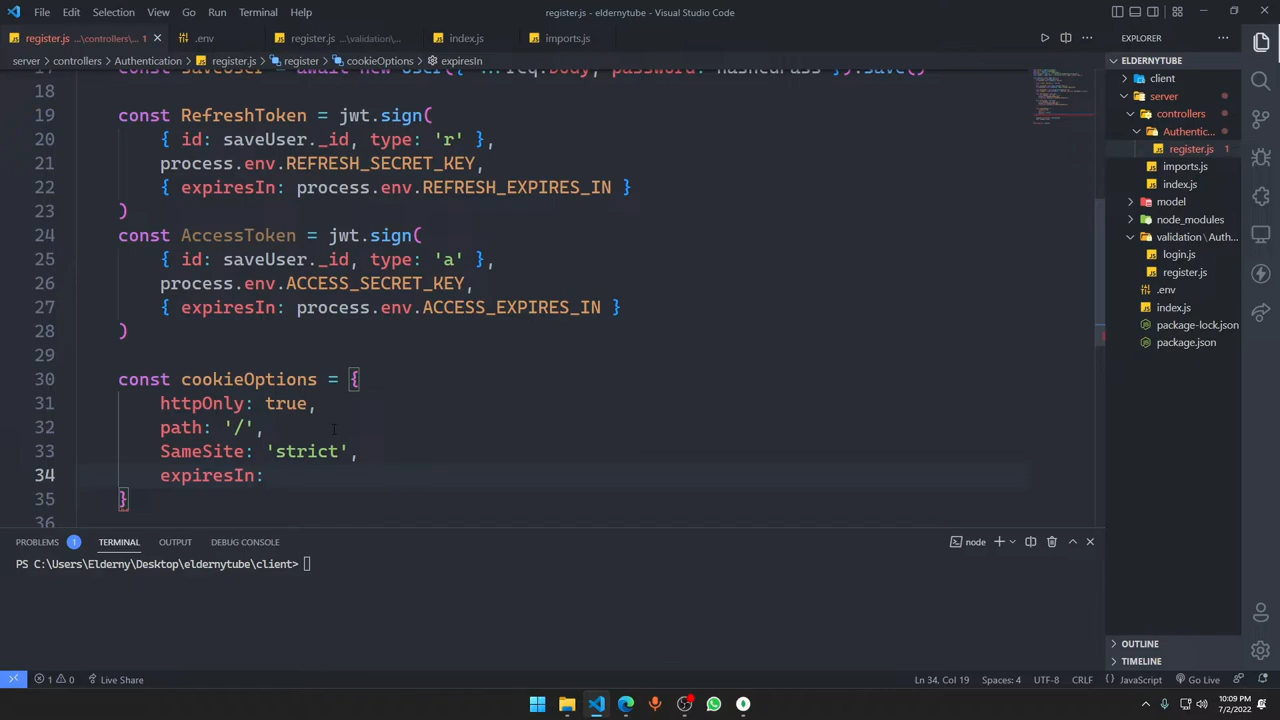 File Edit Selection View Go Run Terminal Help register.js - eldernytube - Visual Studio Code
register.js ...\controllers 1 .env register.js ...\validation\Au... index.js imports.js EXPLORER
server controllers Authentication register.js register cookieOptions expiresIn ELDERNYTUBE
18
19 const RefreshToken = jwt.sign(
20 { id: saveUser._id, type: 'r' },
21 process.env.REFRESH_SECRET_KEY,
22 { expiresIn: process.env.REFRESH_EXPIRES_IN }
23 )
24 const AccessToken = jwt.sign(
25 { id: saveUser._id, type: 'a' },
26 process.env.ACCESS_SECRET_KEY,
27 { expiresIn: process.env.ACCESS_EXPIRES_IN }
28 )
29
30 const cookieOptions = {
31 httpOnly: true,
32 path: '/',
33 SameSite: 'strict',
34 expiresIn:
35 }
36
client
server
controllers
Authentic...
register.js 1
imports.js
index.js
model
node_modules
validation\Auth...
login.js
register.js
.env
index.js
package-lock.json
package.json
PROBLEMS 1 TERMINAL OUTPUT DEBUG CONSOLE node
PS C:\Users\Elderny\Desktop\eldernytube\client>
OUTLINE
TIMELINE
1 0 Live Share Ln 34, Col 19 Spaces: 4 UTF-8 CRLF JavaScript Go Live
10:09 PM
7/2/2022